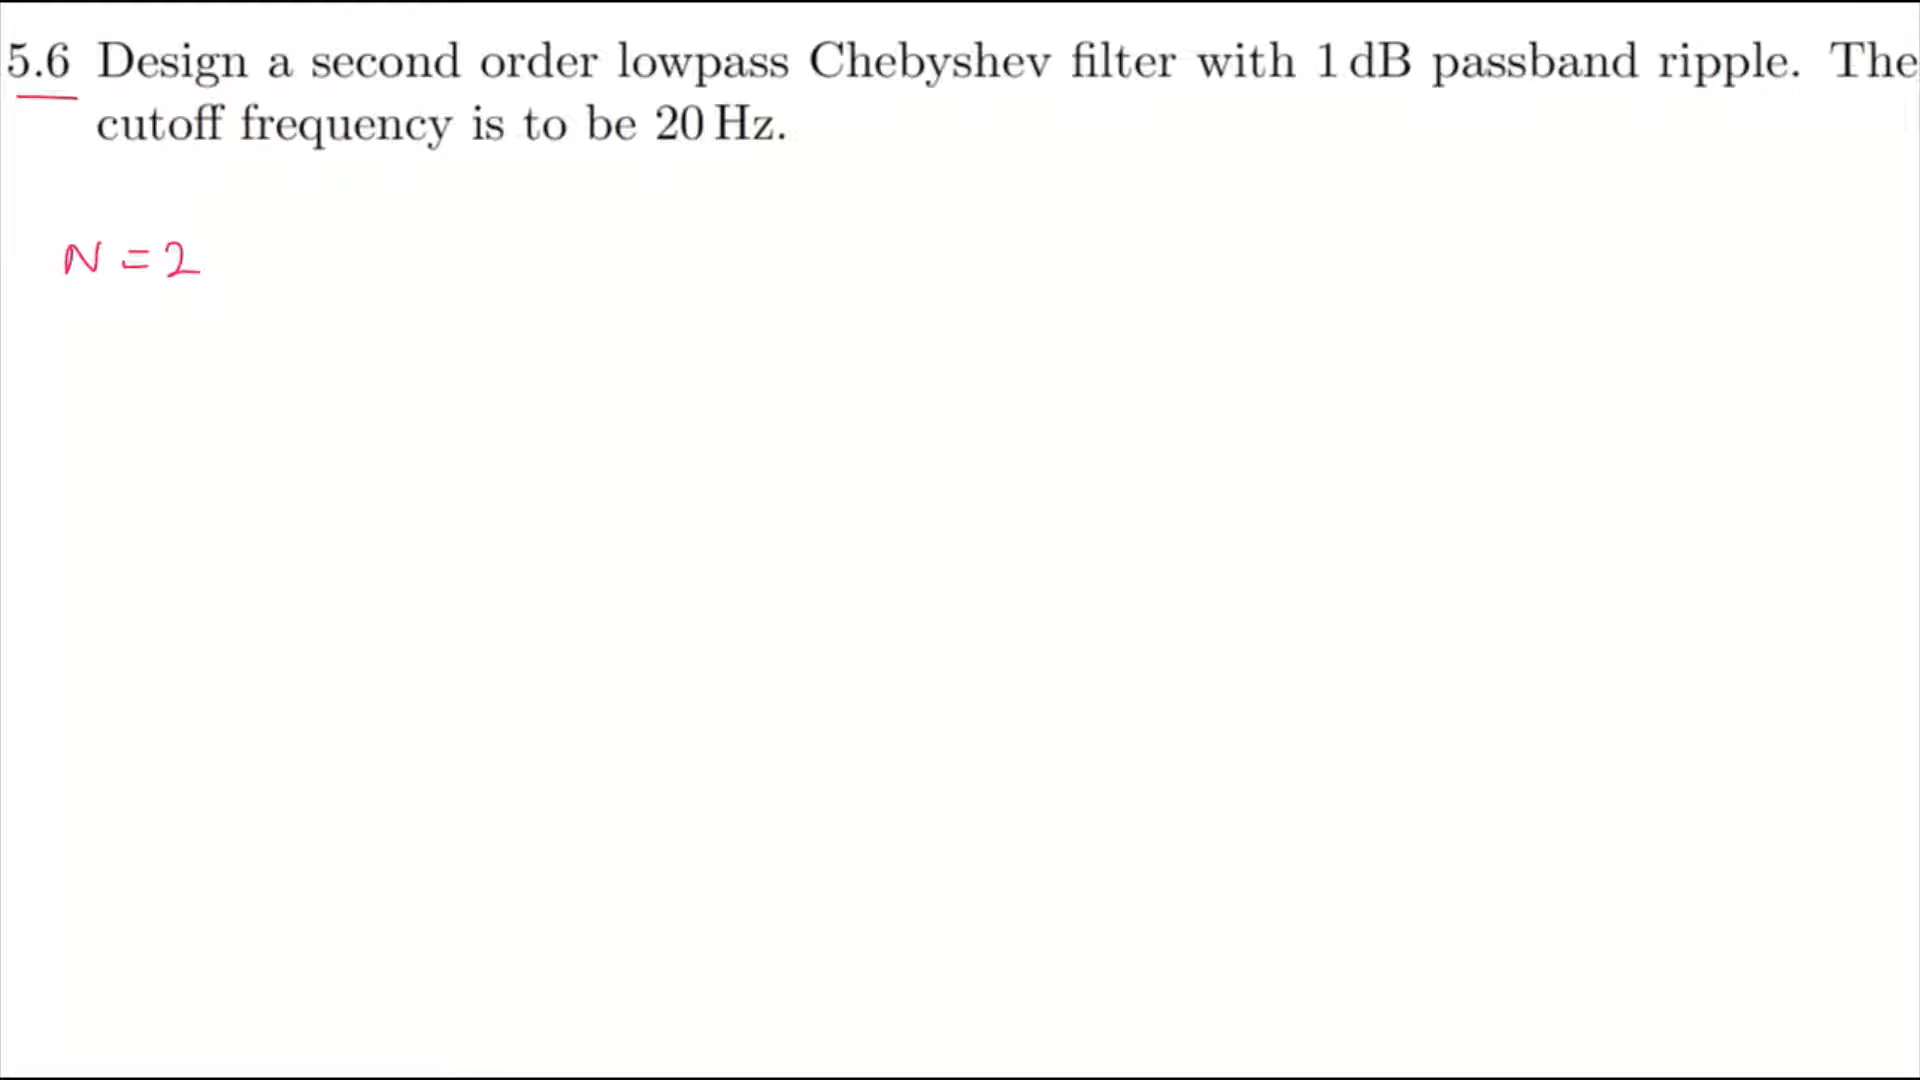 5.6 Design a second order lowpass Chebyshev filter with 1 dB passband ripple. The
cutoff frequency is to be 20 Hz.
N = 2